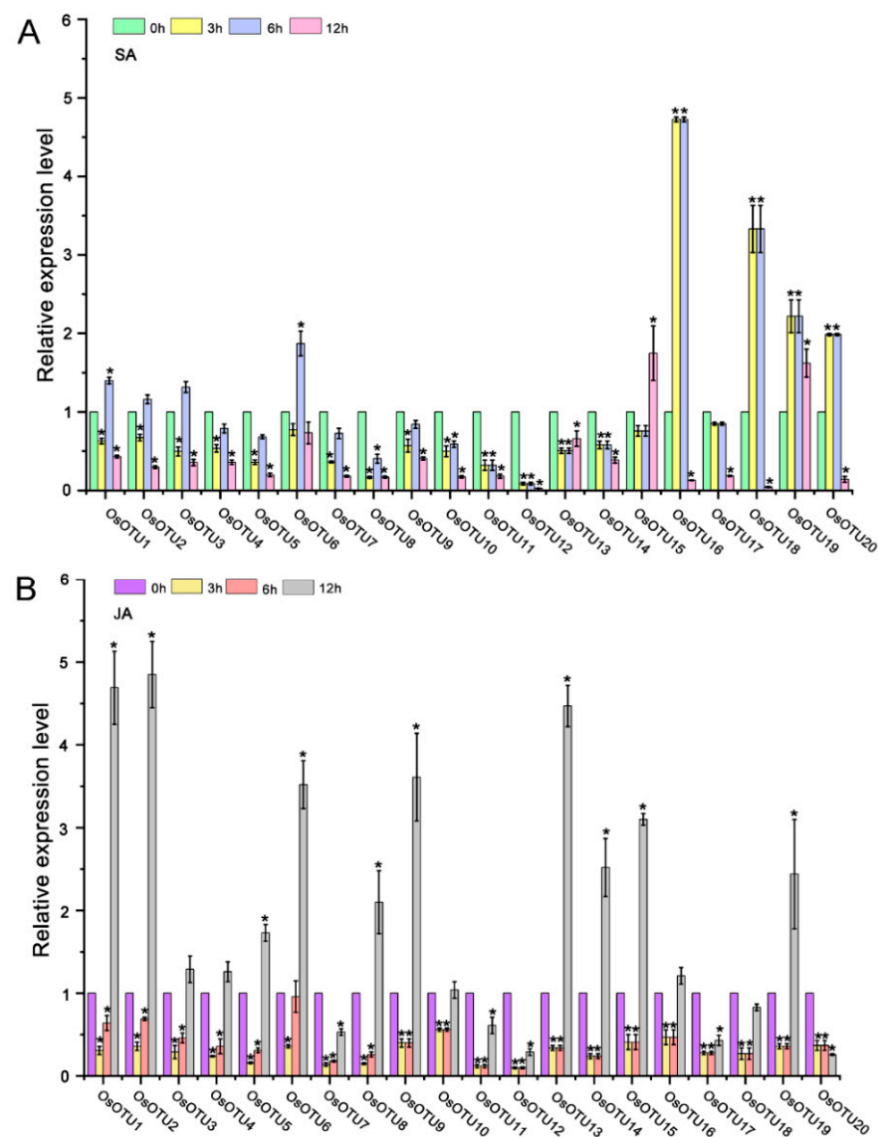 A
0h 3h 6h 12h
SA
Relative expression level
6
5
4
3
2
1
0
OsOTU1 OsOTU2 OsOTU3 OsOTU4 OsOTU5 OsOTU6 OsOTU7 OsOTU8 OsOTU9 OsOTU10 OsOTU11 OsOTU12 OsOTU13 OsOTU14 OsOTU15 OsOTU16 OsOTU17 OsOTU18 OsOTU19 OsOTU20
B
0h 3h 6h 12h
JA
Relative expression level
6
5
4
3
2
1
0
OsOTU1 OsOTU2 OsOTU3 OsOTU4 OsOTU5 OsOTU6 OsOTU7 OsOTU8 OsOTU9 OsOTU10 OsOTU11 OsOTU12 OsOTU13 OsOTU14 OsOTU15 OsOTU16 OsOTU17 OsOTU18 OsOTU19 OsOTU20